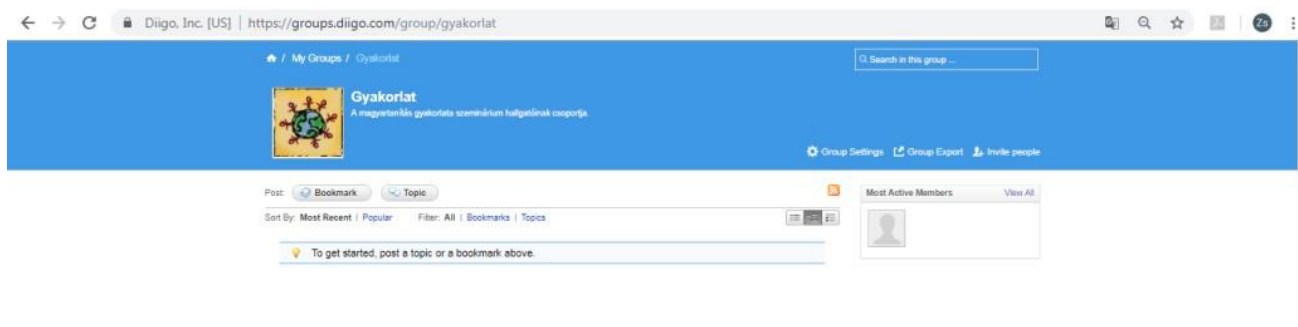 Diigo, Inc. [US] | https://groups.diigo.com/group/gyakorlat
Zs
/ My Groups / Gyakorlat
Search in this group ...
Gyakorlat
A magyartanítás gyakorlata szeminárium hallgatóinak csoportja.
Group Settings Group Export Invite people
Post: Bookmark Topic
Most Active Members View All
Sort By: Most Recent | Popular Filter: All | Bookmarks | Topics
To get started, post a topic or a bookmark above.